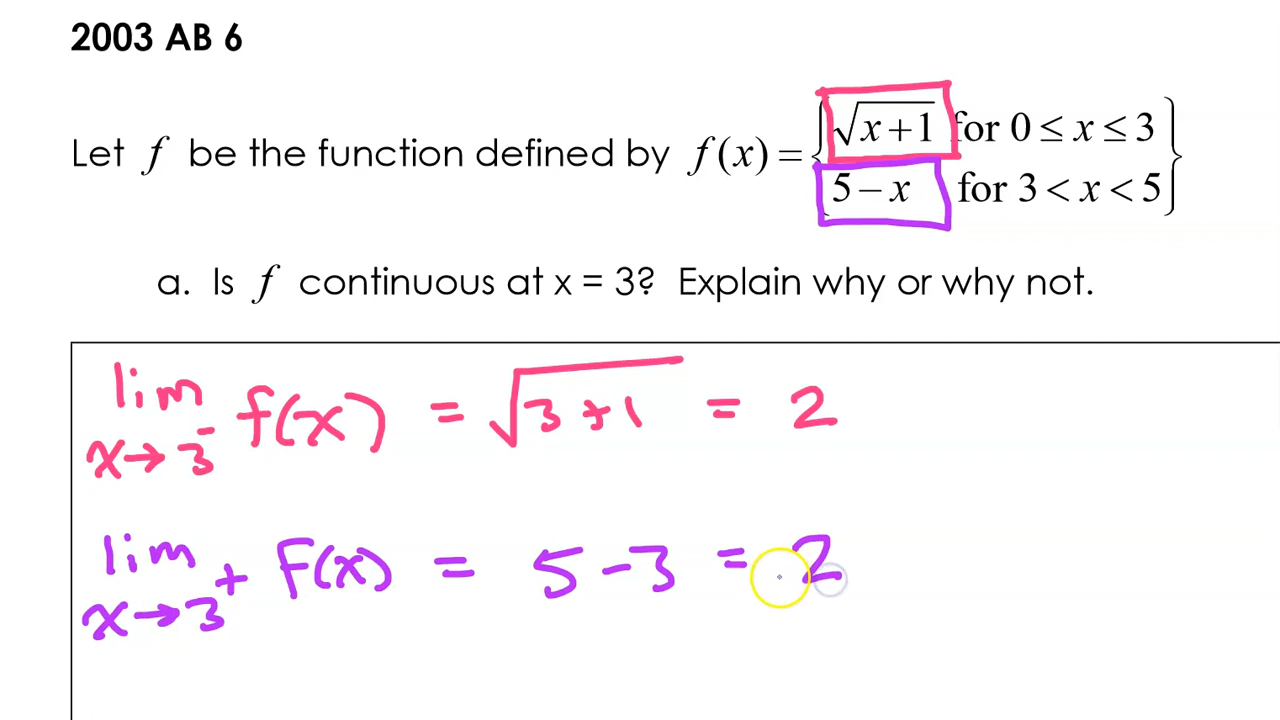 2003 AB 6
Let f be the function defined by f(x) = { √(x+1) for 0 ≤ x ≤ 3
5 − x for 3 < x < 5 }
a. Is f continuous at x = 3? Explain why or why not.
lim x→3⁻ f(x) = √(3+1) = 2
lim x→3⁺ f(x) = 5 − 3 = 2